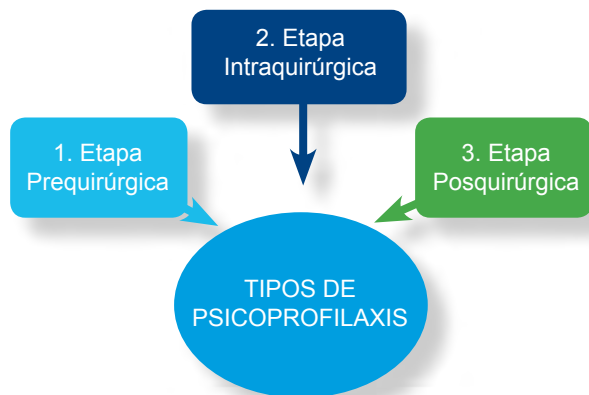 1. Etapa
Prequirúrgica
2. Etapa
Intraquirúrgica
3. Etapa
Posquirúrgica
TIPOS DE
PSICOPROFILAXIS